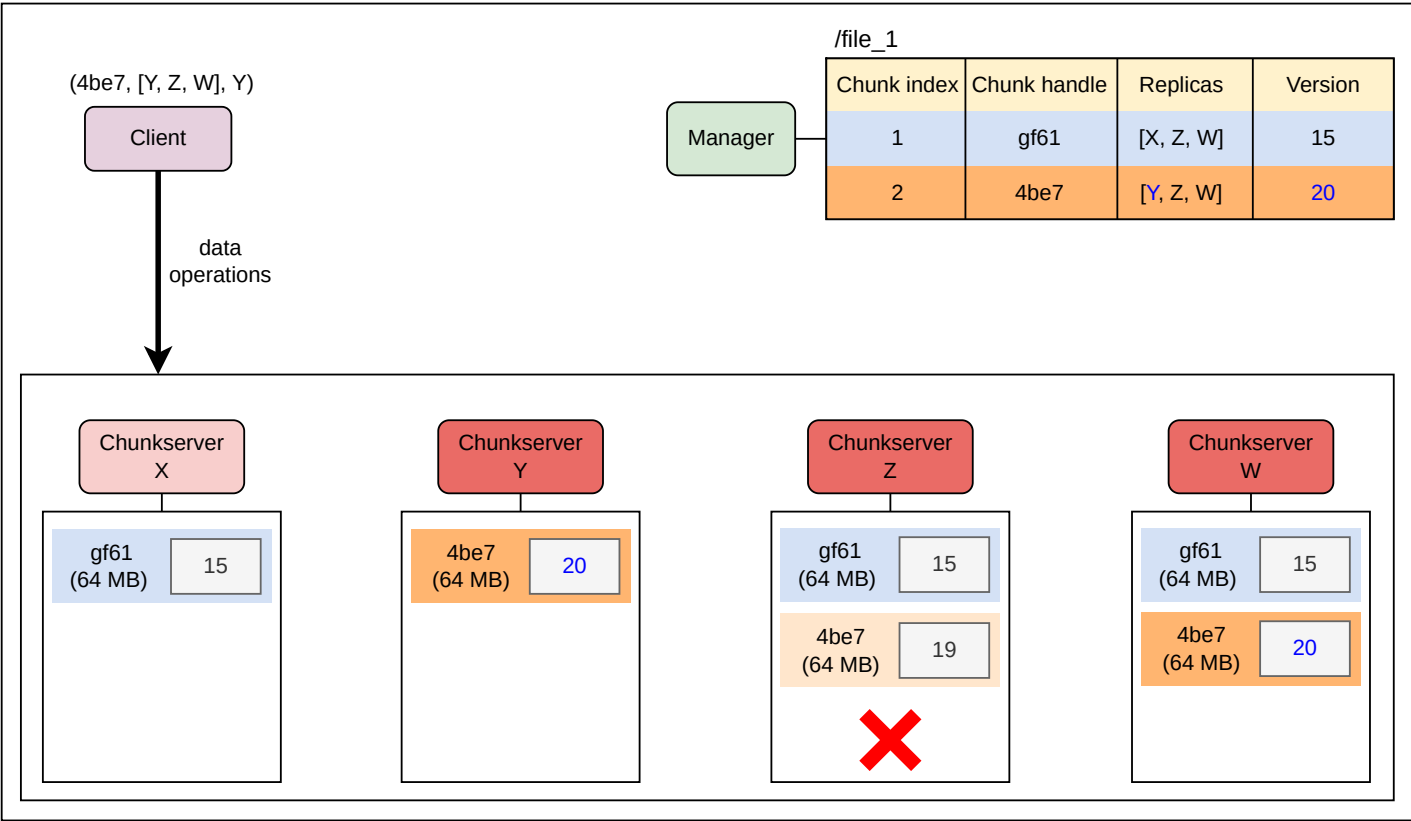 /file_1
(4be7, [Y, Z, W], Y)
Client
Manager
Chunk index Chunk handle Replicas Version
1 gf61 [X, Z, W] 15
2 4be7 [Y, Z, W] 20
data
operations
Chunkserver
X
Chunkserver
Y
Chunkserver
Z
Chunkserver
W
gf61
(64 MB)
15
4be7
(64 MB)
20
gf61
(64 MB)
15
4be7
(64 MB)
19
gf61
(64 MB)
15
4be7
(64 MB)
20